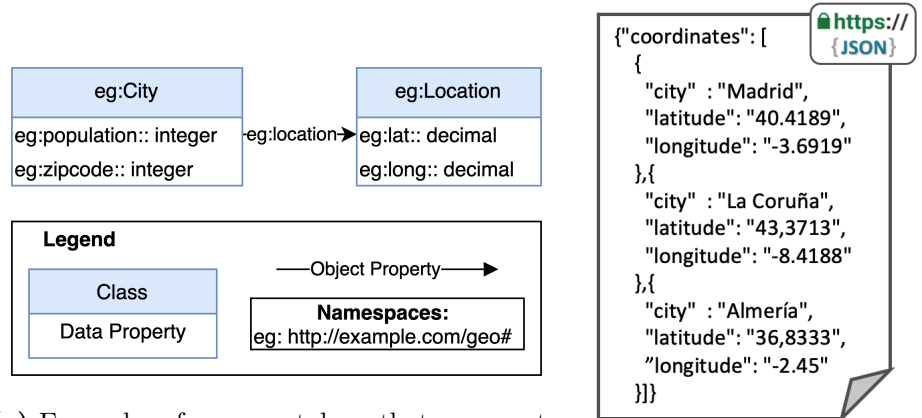 eg:City
eg:population:: integer
eg:zipcode:: integer
eg:location
eg:Location
eg:lat:: decimal
eg:long:: decimal
Legend
Class
Data Property
Object Property
Namespaces:
eg: http://example.com/geo#
https://
{JSON}
{"coordinates": [
{
"city" : "Madrid",
"latitude": "40.4189",
"longitude": "-3.6919"
},{
"city" : "La Coruña",
"latitude": "43,3713",
"longitude": "-8.4188"
},{
"city" : "Almería",
"latitude": "36,8333",
”longitude": "-2.45"
}]}